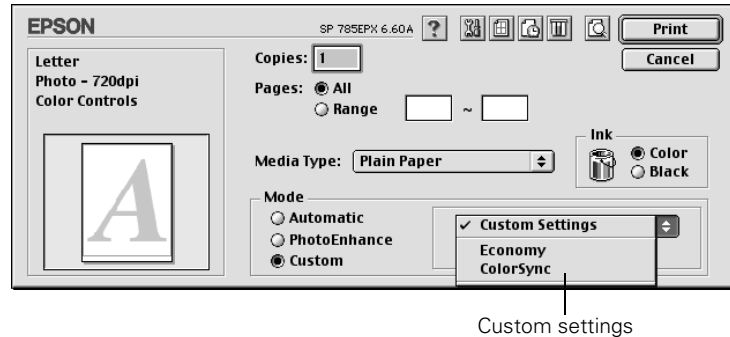 EPSON SP 785EPX 6.60A ? Print
Letter
Photo - 720dpi
Color Controls
A
Copies: 1
Cancel
Pages: All
Range ~
Media Type: Plain Paper
Ink
Color
Black
Mode
Automatic
PhotoEnhance
Custom
✓ Custom Settings
Economy
ColorSync
Custom settings